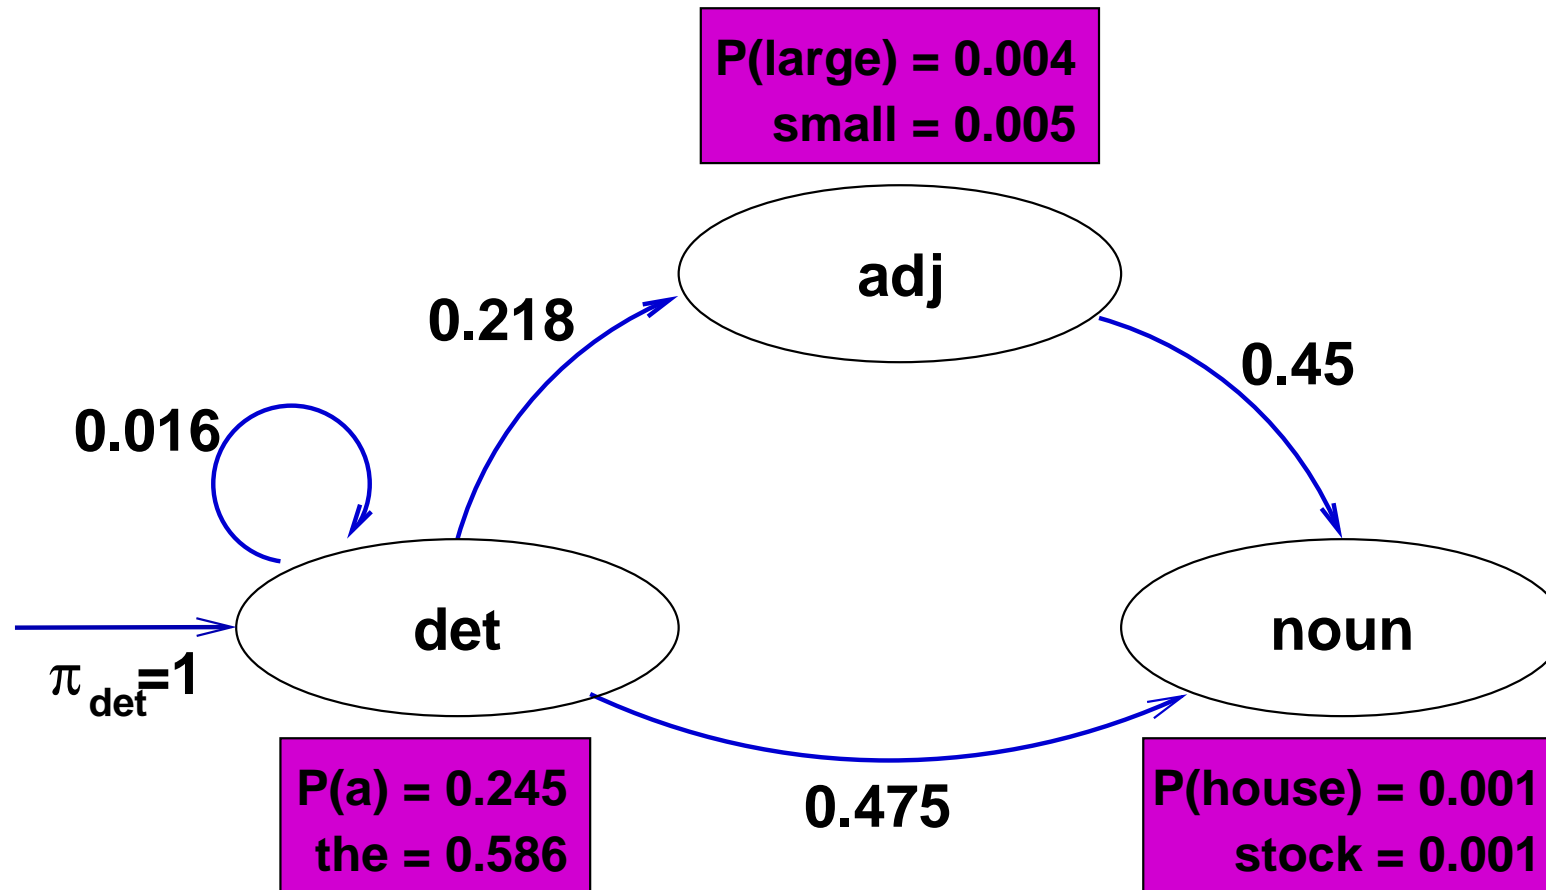 P(large) = 0.004
small = 0.005
adj
0.218
0.45
0.016
det
noun
π det=1
P(a) = 0.245
the = 0.586
0.475
P(house) = 0.001
stock = 0.001